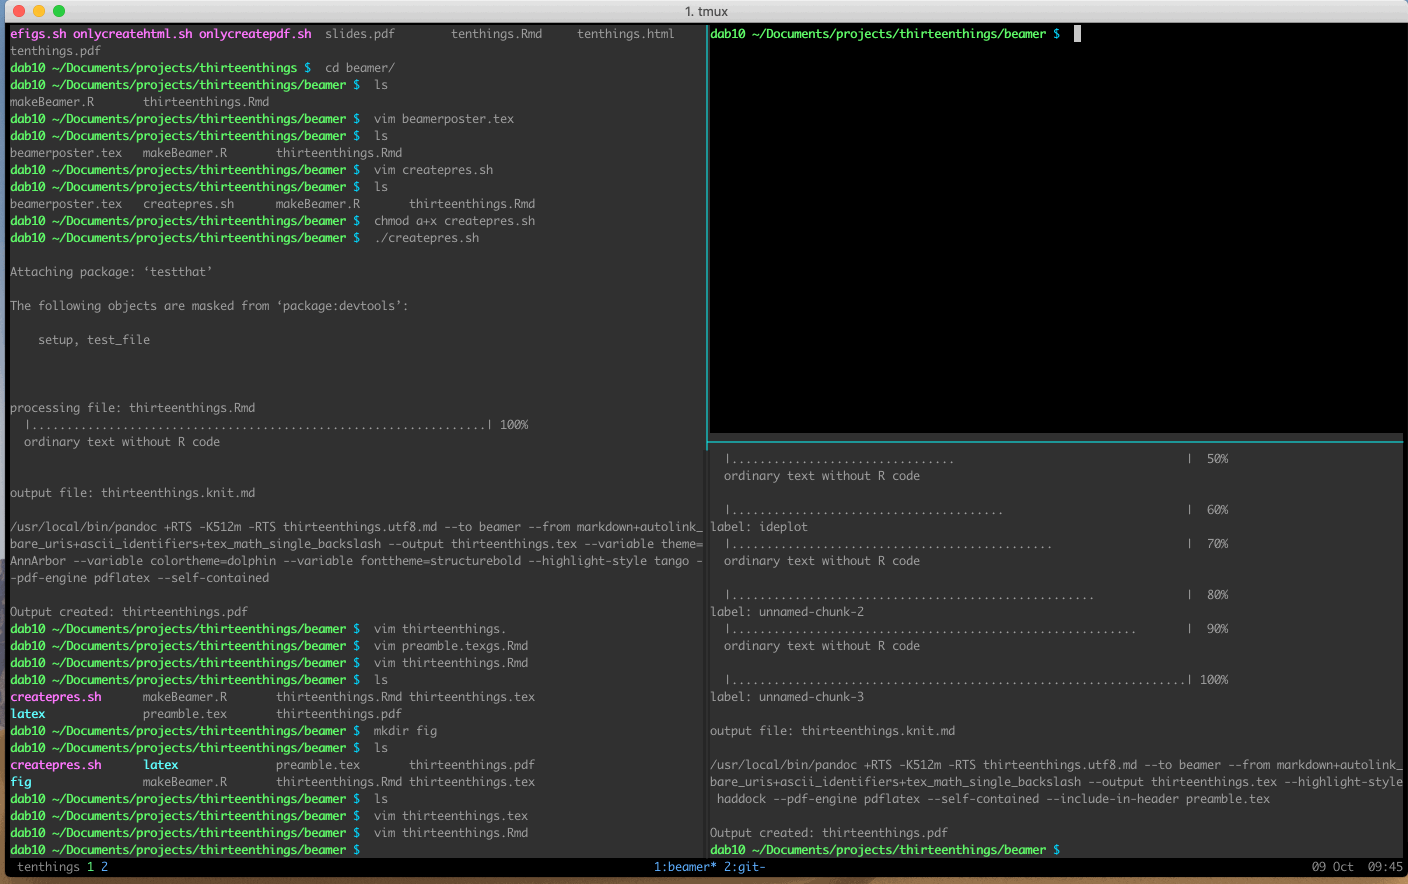 1. tmux
efigs.sh onlycreatehtml.sh onlycreatepdf.sh  slides.pdf        tenthings.Rmd     tenthings.html
tenthings.pdf
dab10 ~/Documents/projects/thirteenthings $  cd beamer/
dab10 ~/Documents/projects/thirteenthings/beamer $  ls
makeBeamer.R       thirteenthings.Rmd
dab10 ~/Documents/projects/thirteenthings/beamer $  vim beamerposter.tex
dab10 ~/Documents/projects/thirteenthings/beamer $  ls
beamerposter.tex   makeBeamer.R       thirteenthings.Rmd
dab10 ~/Documents/projects/thirteenthings/beamer $  vim createpres.sh
dab10 ~/Documents/projects/thirteenthings/beamer $  ls
beamerposter.tex   createpres.sh      makeBeamer.R       thirteenthings.Rmd
dab10 ~/Documents/projects/thirteenthings/beamer $  chmod a+x createpres.sh
dab10 ~/Documents/projects/thirteenthings/beamer $  ./createpres.sh
Attaching package: ‘testthat’
The following objects are masked from ‘package:devtools’:
setup, test_file
processing file: thirteenthings.Rmd
|.................................................................| 100%
ordinary text without R code
output file: thirteenthings.knit.md
/usr/local/bin/pandoc +RTS -K512m -RTS thirteenthings.utf8.md --to beamer --from markdown+autolink_
bare_uris+ascii_identifiers+tex_math_single_backslash --output thirteenthings.tex --variable theme=
AnnArbor --variable colortheme=dolphin --variable fonttheme=structurebold --highlight-style tango -
-pdf-engine pdflatex --self-contained
Output created: thirteenthings.pdf
dab10 ~/Documents/projects/thirteenthings/beamer $  vim thirteenthings.
dab10 ~/Documents/projects/thirteenthings/beamer $  vim preamble.texgs.Rmd
dab10 ~/Documents/projects/thirteenthings/beamer $  vim thirteenthings.Rmd
dab10 ~/Documents/projects/thirteenthings/beamer $  ls
createpres.sh      makeBeamer.R       thirteenthings.Rmd thirteenthings.tex
latex              preamble.tex       thirteenthings.pdf
dab10 ~/Documents/projects/thirteenthings/beamer $  mkdir fig
dab10 ~/Documents/projects/thirteenthings/beamer $  ls
createpres.sh      latex              preamble.tex       thirteenthings.pdf
fig                makeBeamer.R       thirteenthings.Rmd thirteenthings.tex
dab10 ~/Documents/projects/thirteenthings/beamer $  ls
dab10 ~/Documents/projects/thirteenthings/beamer $  vim thirteenthings.tex
dab10 ~/Documents/projects/thirteenthings/beamer $  vim thirteenthings.Rmd
dab10 ~/Documents/projects/thirteenthings/beamer $
dab10 ~/Documents/projects/thirteenthings/beamer $
|................................                                 |  50%
ordinary text without R code
|.......................................                          |  60%
label: ideplot
|..............................................                   |  70%
ordinary text without R code
|....................................................             |  80%
label: unnamed-chunk-2
|..........................................................       |  90%
ordinary text without R code
|.................................................................| 100%
label: unnamed-chunk-3
output file: thirteenthings.knit.md
/usr/local/bin/pandoc +RTS -K512m -RTS thirteenthings.utf8.md --to beamer --from markdown+autolink_
bare_uris+ascii_identifiers+tex_math_single_backslash --output thirteenthings.tex --highlight-style
haddock --pdf-engine pdflatex --self-contained --include-in-header preamble.tex
Output created: thirteenthings.pdf
dab10 ~/Documents/projects/thirteenthings/beamer $
tenthings 1 2    1:beamer* 2:git-    09 Oct  09:45